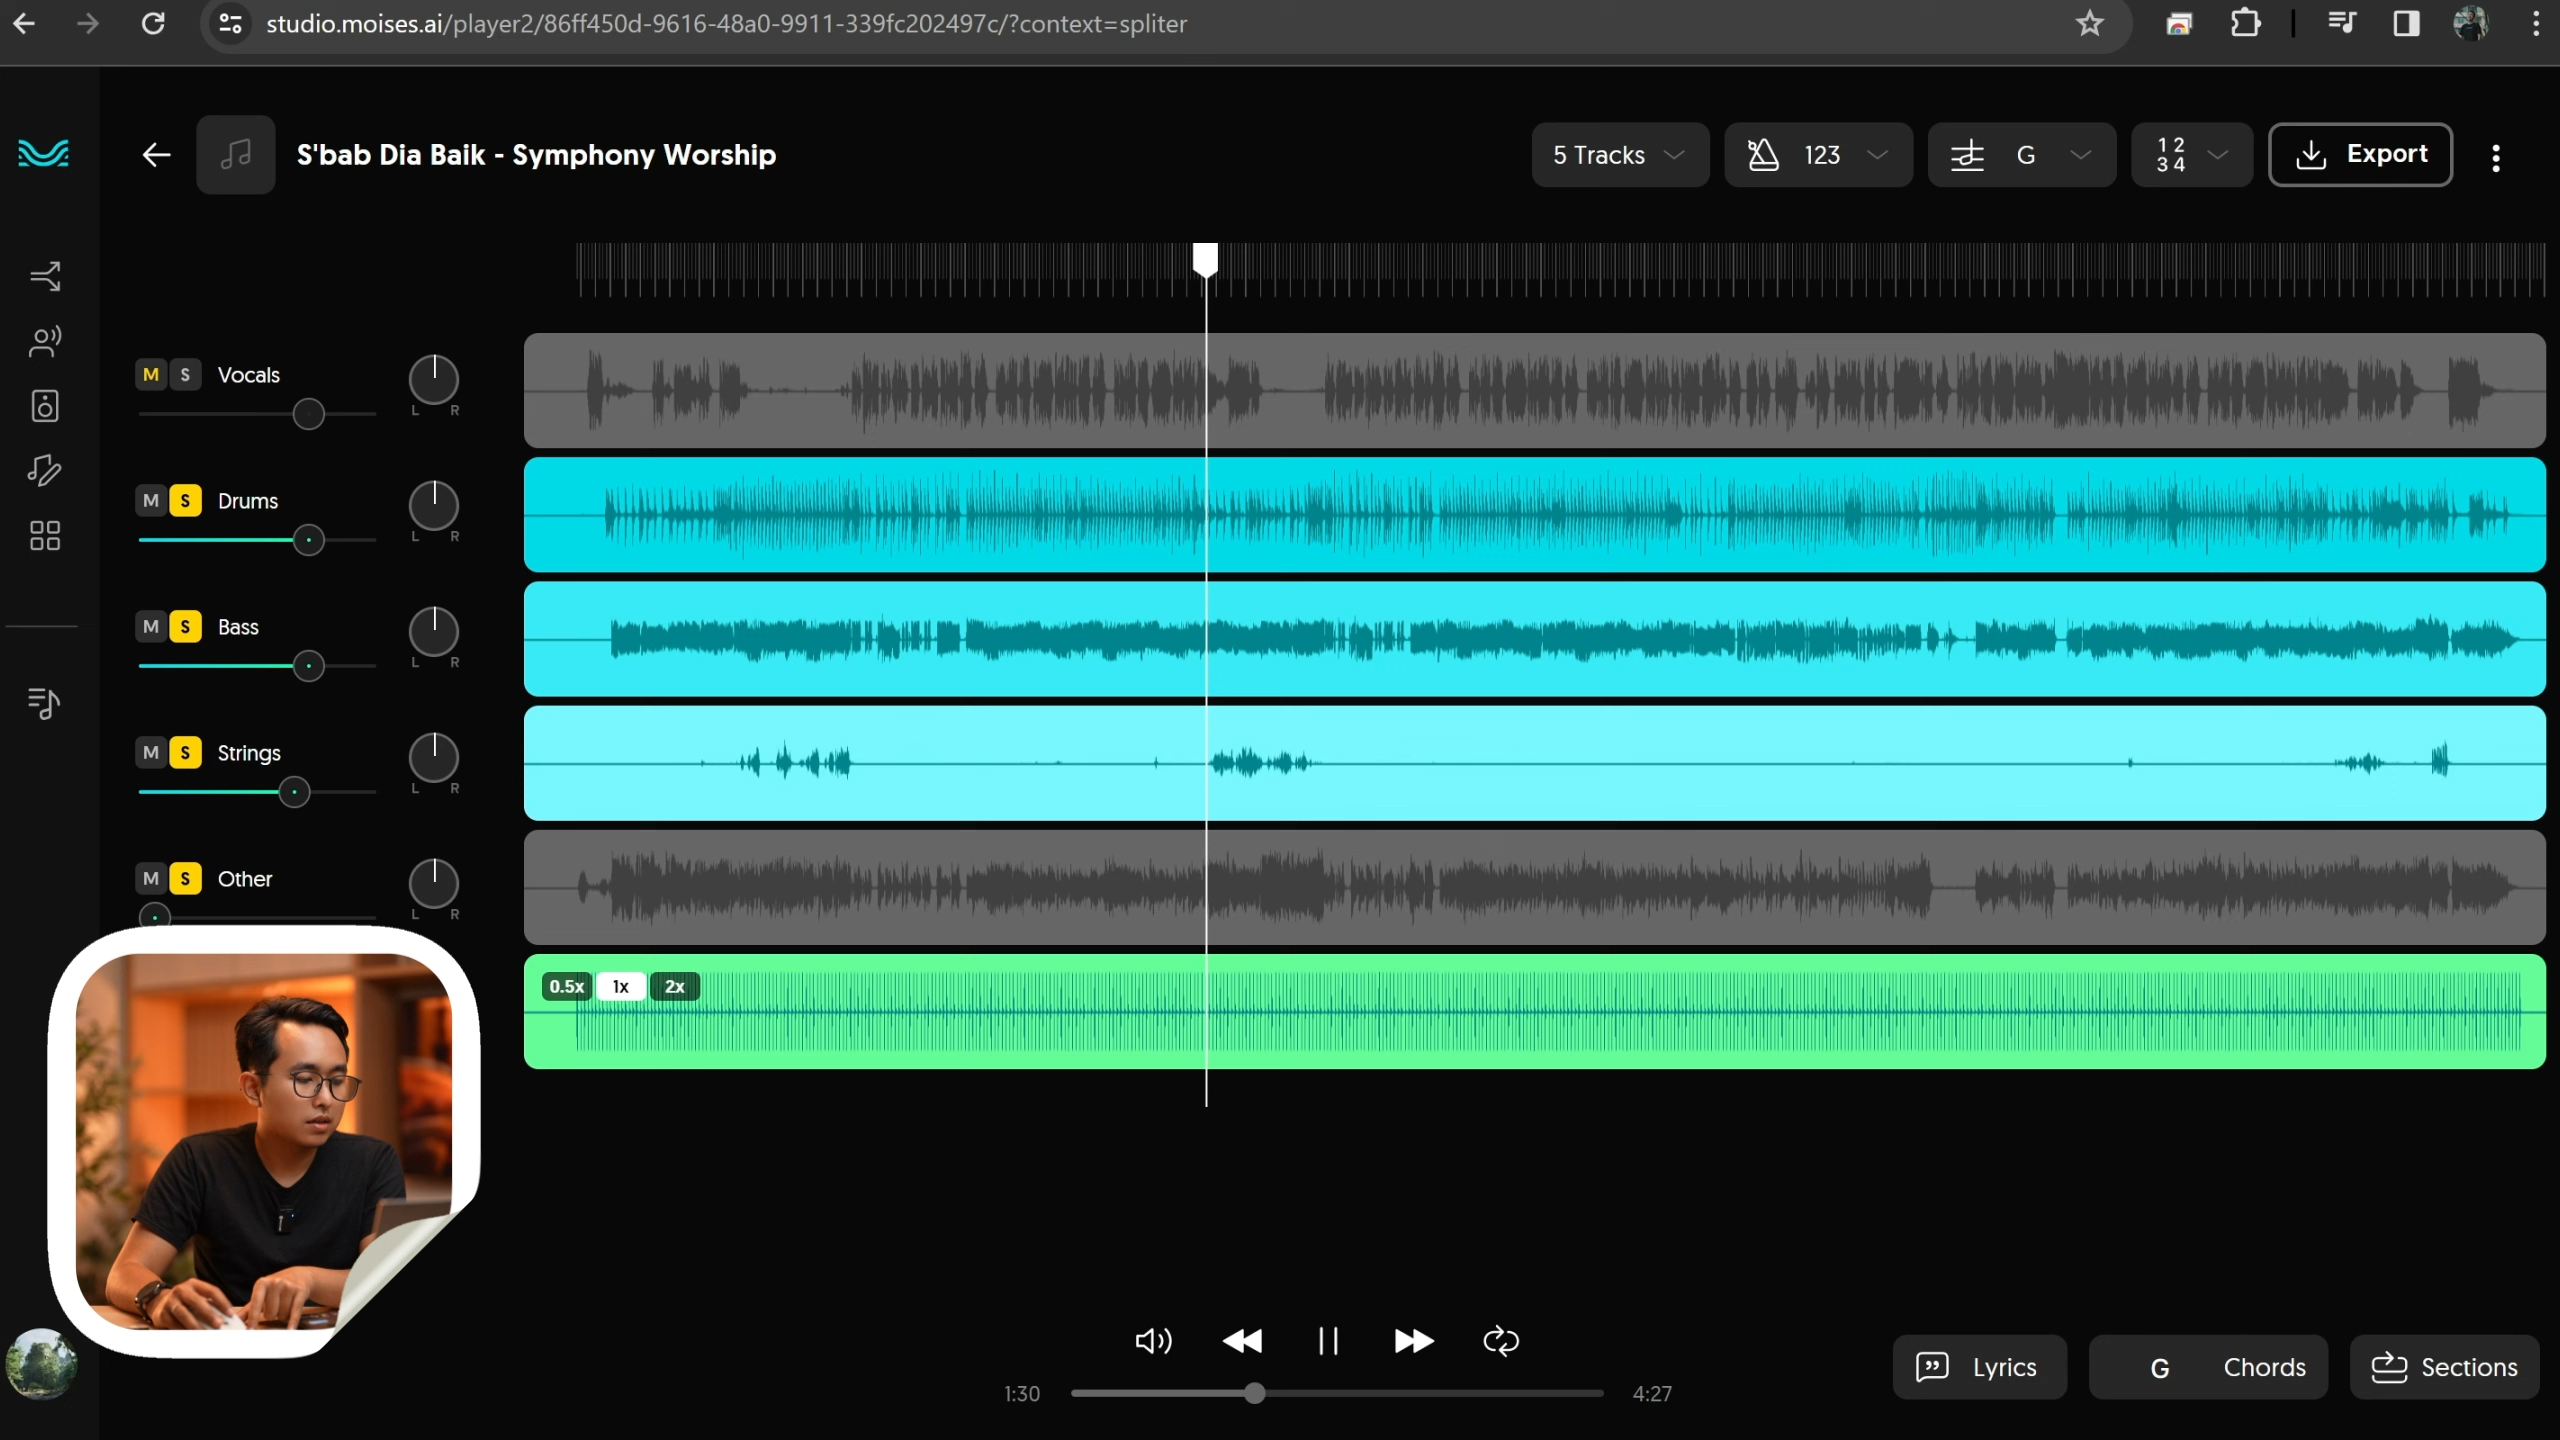 studio.moises.ai/player2/86ff450d-9616-48a0-9911-339fc202497c/?context=spliter
S'bab Dia Baik - Symphony Worship
5 Tracks
123
G
1 2
3 4
Export
M S Vocals
L R
M S Drums
L R
M S Bass
L R
M S Strings
L R
M S Other
L R
0.5x 1x 2x
1:30
4:27
Lyrics
G Chords
Sections